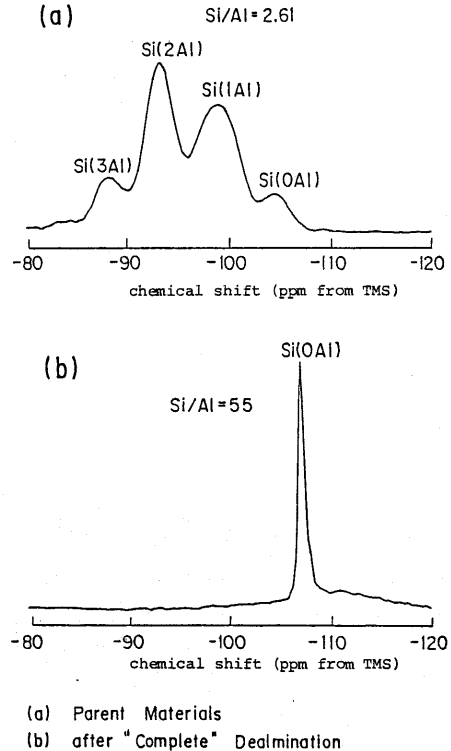 (a)
Si/Al=2.61
Si(2Al)
Si(1Al)
Si(3Al)
Si(0Al)
-80 -90 -100 -110 -120
chemical shift (ppm from TMS)
(b)
Si(0Al)
Si/Al=55
-80 -90 -100 -110 -120
chemical shift (ppm from TMS)
(a) Parent Materials
(b) after "Complete" Dealmination